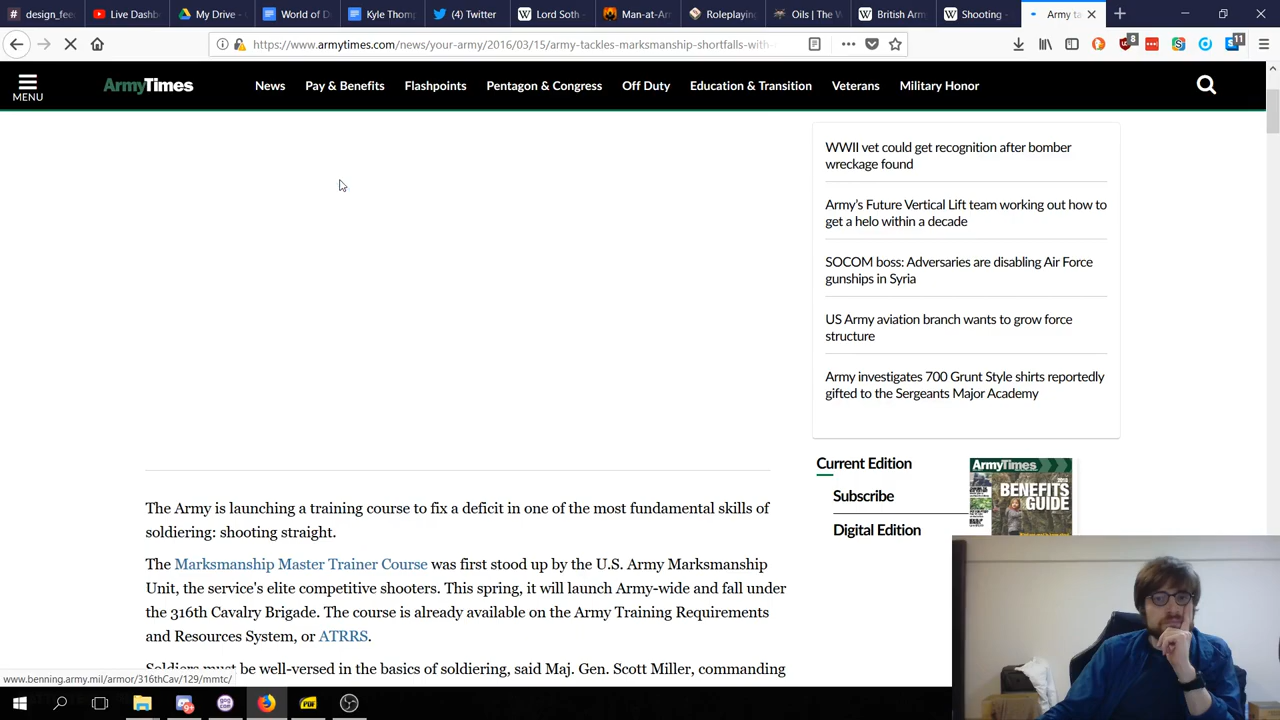 design_fee
Live Dashb
My Drive -
World of D
Kyle Thom
(4) Twitter
Lord Soth -
Man-at-Ar
Roleplaying
Oils | The W
British Arm
Shooting -
Army ta
https://www.armytimes.com/news/your-army/2016/03/15/army-tackles-marksmanship-shortfalls-with-
8
11
MENU
ArmyTimes
News
Pay & Benefits
Flashpoints
Pentagon & Congress
Off Duty
Education & Transition
Veterans
Military Honor
WWII vet could get recognition after bomber
wreckage found
Army's Future Vertical Lift team working out how to
get a helo within a decade
SOCOM boss: Adversaries are disabling Air Force
gunships in Syria
US Army aviation branch wants to grow force
structure
Army investigates 700 Grunt Style shirts reportedly
gifted to the Sergeants Major Academy
Current Edition
Subscribe
Digital Edition
ArmyTimes
BENEFITS
GUIDE
The Army is launching a training course to fix a deficit in one of the most fundamental skills of
soldiering: shooting straight.
The Marksmanship Master Trainer Course was first stood up by the U.S. Army Marksmanship
Unit, the service's elite competitive shooters. This spring, it will launch Army-wide and fall under
the 316th Cavalry Brigade. The course is already available on the Army Training Requirements
and Resources System, or ATRRS.
Soldiers must be well-versed in the basics of soldiering, said Maj. Gen. Scott Miller, commanding
www.benning.army.mil/armor/316thCav/129/mmtc/
PDF